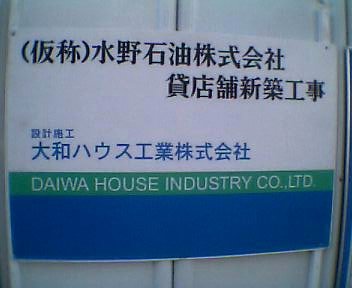 (仮称)水野石油株式会社
貸店舗新築工事
設計施工
大和ハウス工業株式会社
DAIWA HOUSE INDUSTRY CO.,LTD.